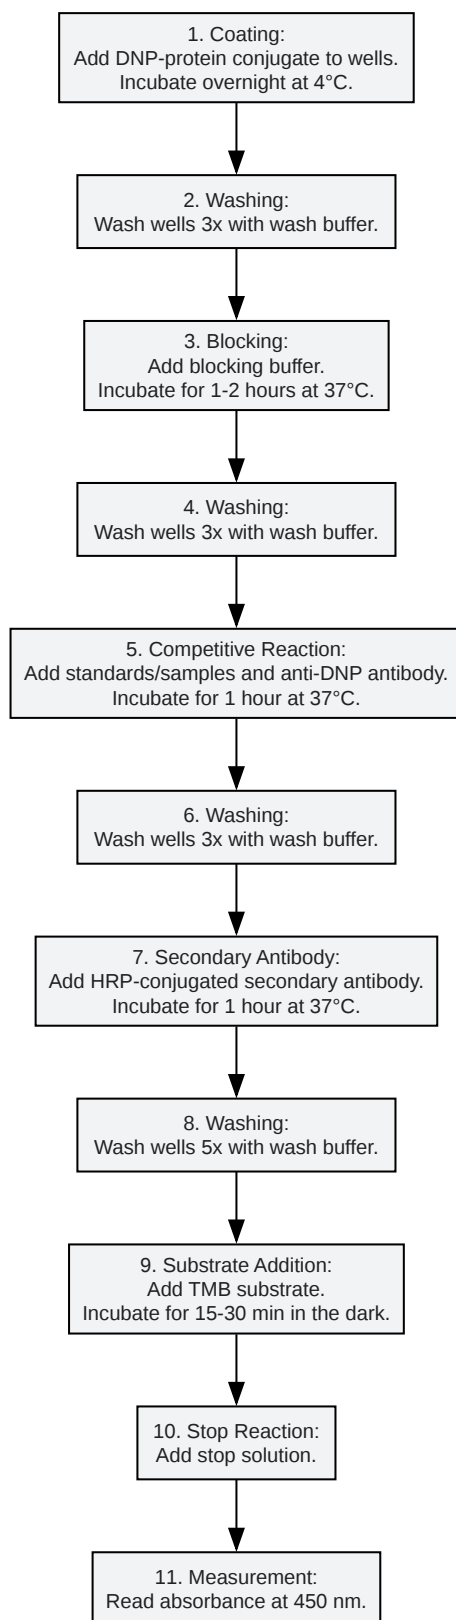 1. Coating:
Add DNP-protein conjugate to wells.
Incubate overnight at 4°C.
2. Washing:
Wash wells 3x with wash buffer.
3. Blocking:
Add blocking buffer.
Incubate for 1-2 hours at 37°C.
4. Washing:
Wash wells 3x with wash buffer.
5. Competitive Reaction:
Add standards/samples and anti-DNP antibody.
Incubate for 1 hour at 37°C.
6. Washing:
Wash wells 3x with wash buffer.
7. Secondary Antibody:
Add HRP-conjugated secondary antibody.
Incubate for 1 hour at 37°C.
8. Washing:
Wash wells 5x with wash buffer.
9. Substrate Addition:
Add TMB substrate.
Incubate for 15-30 min in the dark.
10. Stop Reaction:
Add stop solution.
11. Measurement:
Read absorbance at 450 nm.